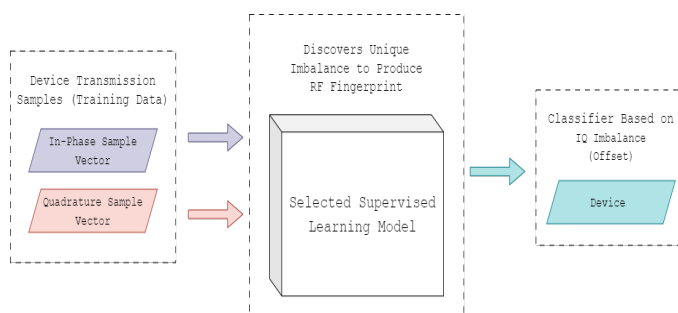 Device Transmission
Samples (Training Data)
In-Phase Sample
Vector
Quadrature Sample
Vector
Discovers Unique
Imbalance to Produce
RF Fingerprint
Selected Supervised
Learning Model
Classifier Based on
IQ Imbalance
(Offset)
Device